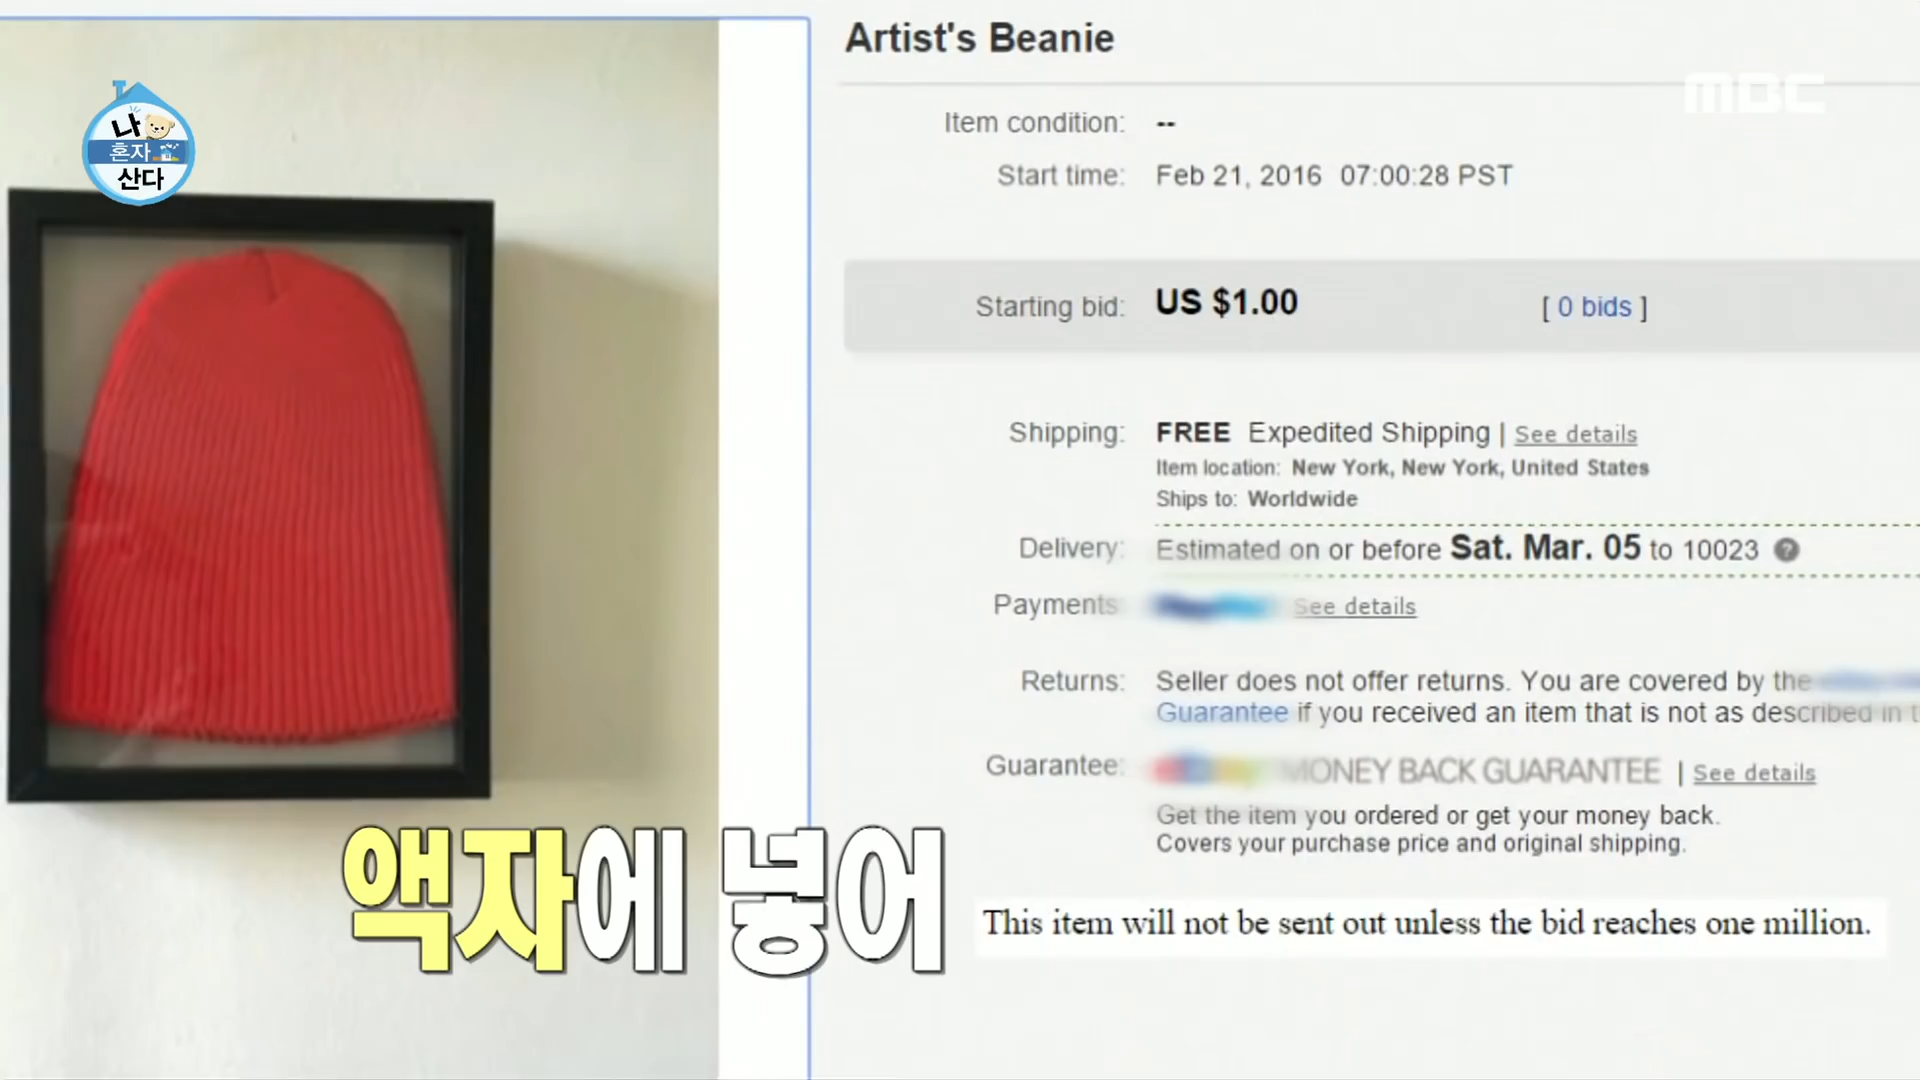 나
혼자
산다
MBC
Artist's Beanie
Item condition: --
Start time: Feb 21, 2016 07:00:28 PST
Starting bid: US $1.00 [ 0 bids ]
Shipping: FREE Expedited Shipping | See details
Item location: New York, New York, United States
Ships to: Worldwide
Delivery: Estimated on or before Sat. Mar. 05 to 10023 ?
Payments: See details
Returns: Seller does not offer returns. You are covered by the
Guarantee if you received an item that is not as described in
Guarantee: MONEY BACK GUARANTEE | See details
Get the item you ordered or get your money back.
Covers your purchase price and original shipping.
This item will not be sent out unless the bid reaches one million.
액자에 넣어